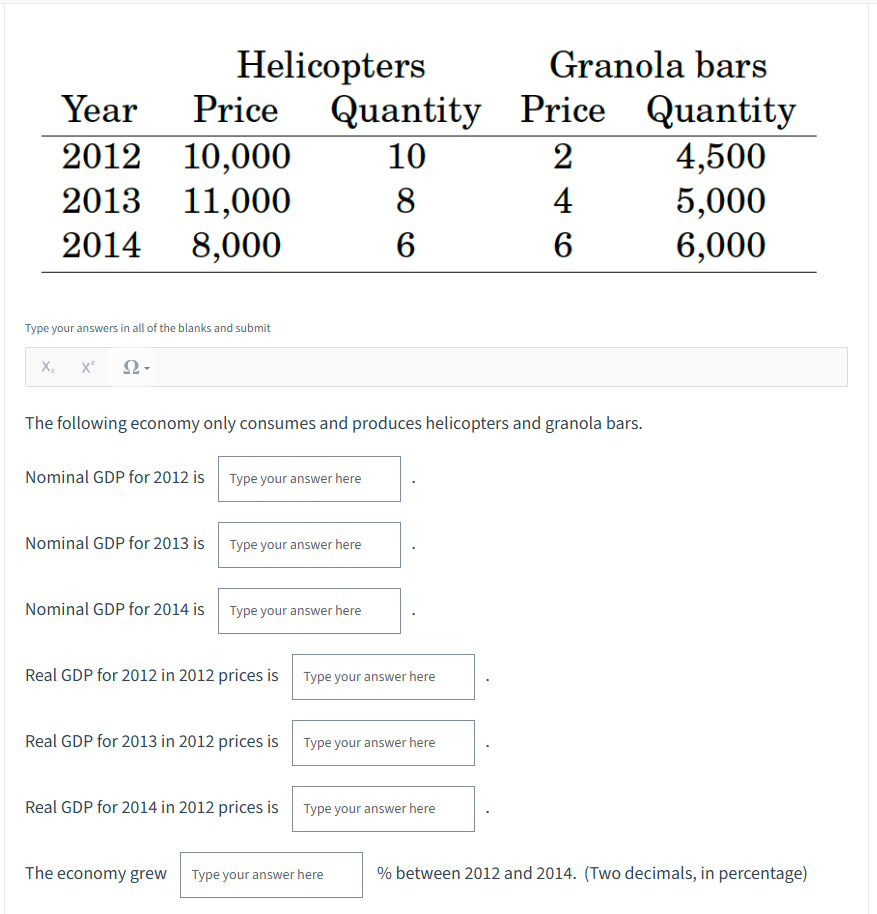 Helicopters Granola bars
Year Price Quantity Price Quantity
2012 10,000 10 2 4,500
2013 11,000 8 4 5,000
2014 8,000 6 6 6,000
Type your answers in all of the blanks and submit
X₂ X² Ω
The following economy only consumes and produces helicopters and granola bars.
Nominal GDP for 2012 is Type your answer here .
Nominal GDP for 2013 is Type your answer here .
Nominal GDP for 2014 is Type your answer here .
Real GDP for 2012 in 2012 prices is Type your answer here .
Real GDP for 2013 in 2012 prices is Type your answer here .
Real GDP for 2014 in 2012 prices is Type your answer here .
The economy grew Type your answer here % between 2012 and 2014. (Two decimals, in percentage)